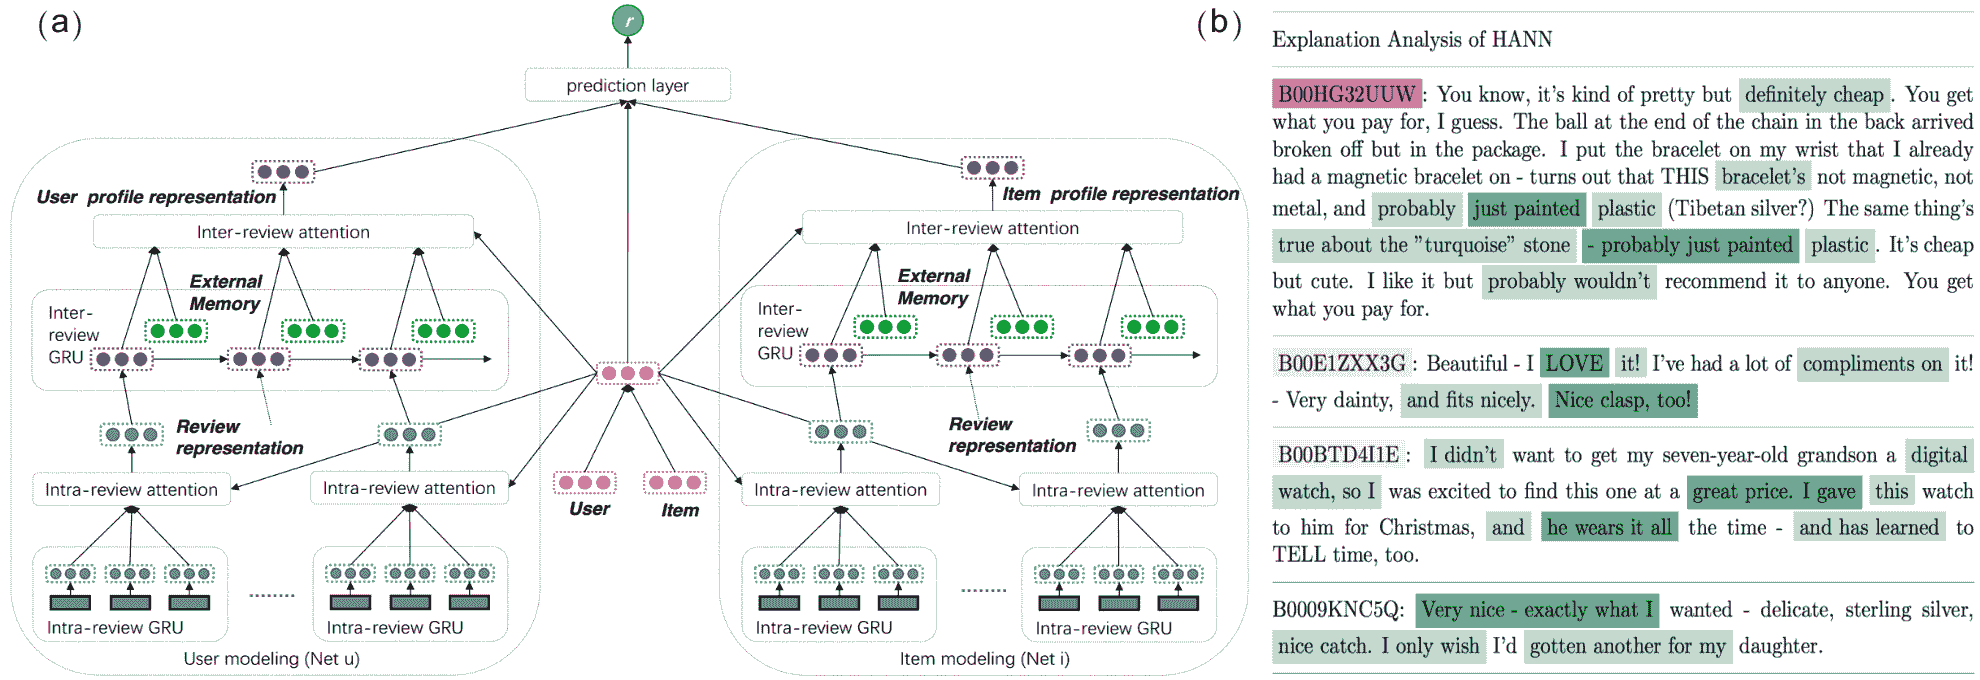 (a)
r
(b)
prediction layer
User profile representation
Item profile representation
Inter-review attention
Inter-review attention
External
Memory
External
Memory
Inter-
review
GRU
Inter-
review
GRU
Review
representation
Review
representation
Intra-review attention
Intra-review attention
User
Item
Intra-review attention
Intra-review attention
Intra-review GRU
Intra-review GRU
Intra-review GRU
Intra-review GRU
User modeling (Net u)
Item modeling (Net i)
Explanation Analysis of HANN
B00HG32UUW : You know, it's kind of pretty but definitely cheap . You get
what you pay for, I guess. The ball at the end of the chain in the back arrived
broken off but in the package. I put the bracelet on my wrist that I already
had a magnetic bracelet on - turns out that THIS bracelet's not magnetic, not
metal, and probably just painted plastic (Tibetan silver?) The same thing's
true about the "turquoise" stone - probably just painted plastic . It's cheap
but cute. I like it but probably wouldn't recommend it to anyone. You get
what you pay for.
B00E1ZXX3G : Beautiful - I LOVE it! I've had a lot of compliments on it!
- Very dainty, and fits nicely. Nice clasp, too!
B00BTD4I1E : I didn't want to get my seven-year-old grandson a digital
watch, so I was excited to find this one at a great price. I gave this watch
to him for Christmas, and he wears it all the time - and has learned to
TELL time, too.
B0009KNC5Q: Very nice - exactly what I wanted - delicate, sterling silver,
nice catch. I only wish I'd gotten another for my daughter.